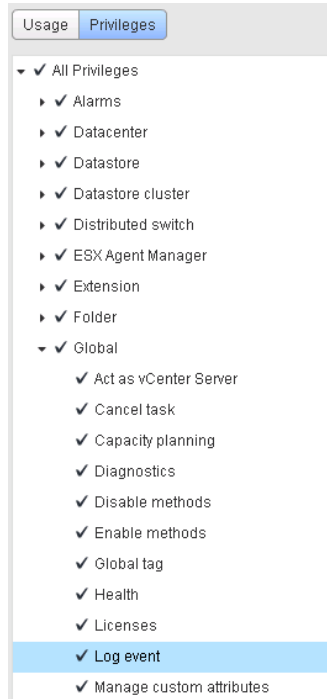 Usage Privileges
All Privileges
Alarms
Datacenter
Datastore
Datastore cluster
Distributed switch
ESX Agent Manager
Extension
Folder
Global
Act as vCenter Server
Cancel task
Capacity planning
Diagnostics
Disable methods
Enable methods
Global tag
Health
Licenses
Log event
Manage custom attributes